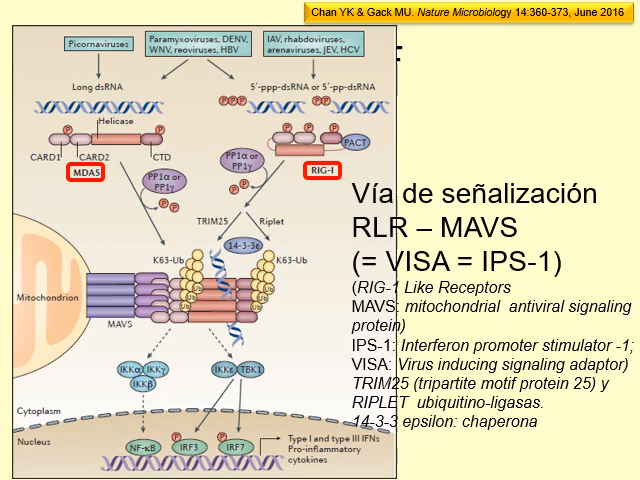 Chan YK & Gack MU. Nature Microbiology 14:360-373, June 2016
Picornaviruses
Paramyxoviruses, DENV,
WNV, reoviruses, HBV
IAV, rhabdoviruses,
arenaviruses, JEV, HCV
Long dsRNA
5′-ppp-dsRNA or 5′-pp-dsRNA
P P P
P P
Helicase
P
P
P
P
P
CARD1
CARD2
CTD
PACT
MDA5
RIG-I
PP1α or
PP1γ
PP1α or
PP1γ
P P
P P
TRIM25
Riplet
14-3-3ε
K63-Ub
K63-Ub
Ub
Ub
Ub
Ub
Mitochondrion
MAVS
IKKα
IKKγ
IKKβ
IKKε
TBK1
Cytoplasm
Nucleus
NF-κB
P
IRF3
P
IRF7
Type I and type III IFNs
Pro-inflammatory
cytokines
Vía de señalización
RLR – MAVS
(= VISA = IPS-1)
(RIG-1 Like Receptors
MAVS: mitochondrial antiviral signaling
protein)
IPS-1: Interferon promoter stimulator -1;
VISA: Virus inducing signaling adaptor)
TRIM25 (tripartite motif protein 25) y
RIPLET ubiquitino-ligasas.
14-3-3 epsilon: chaperona